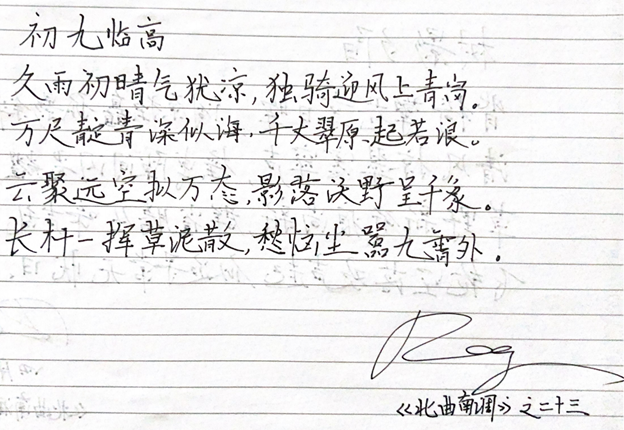 初九临高
久雨初晴气犹凉,独骑迎风上青岗。
万尺靛青深似海,千丈翠原起若浪。
云聚远空拟万态,影落沃野呈千象。
长杆一挥草泥散,愁恼尘嚣九霄外。
Rog
《北曲南调》之二十三